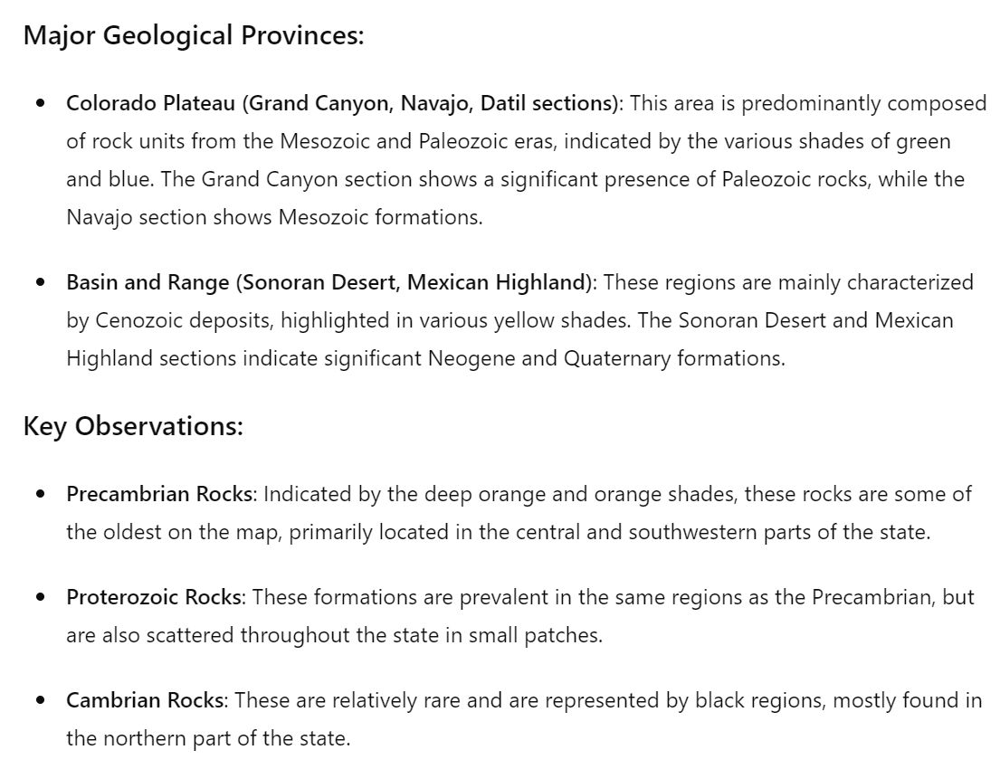 Major Geological Provinces:
Colorado Plateau (Grand Canyon, Navajo, Datil sections): This area is predominantly composed
of rock units from the Mesozoic and Paleozoic eras, indicated by the various shades of green
and blue. The Grand Canyon section shows a significant presence of Paleozoic rocks, while the
Navajo section shows Mesozoic formations.
Basin and Range (Sonoran Desert, Mexican Highland): These regions are mainly characterized
by Cenozoic deposits, highlighted in various yellow shades. The Sonoran Desert and Mexican
Highland sections indicate significant Neogene and Quaternary formations.
Key Observations:
Precambrian Rocks: Indicated by the deep orange and orange shades, these rocks are some of
the oldest on the map, primarily located in the central and southwestern parts of the state.
Proterozoic Rocks: These formations are prevalent in the same regions as the Precambrian, but
are also scattered throughout the state in small patches.
Cambrian Rocks: These are relatively rare and are represented by black regions, mostly found in
the northern part of the state.